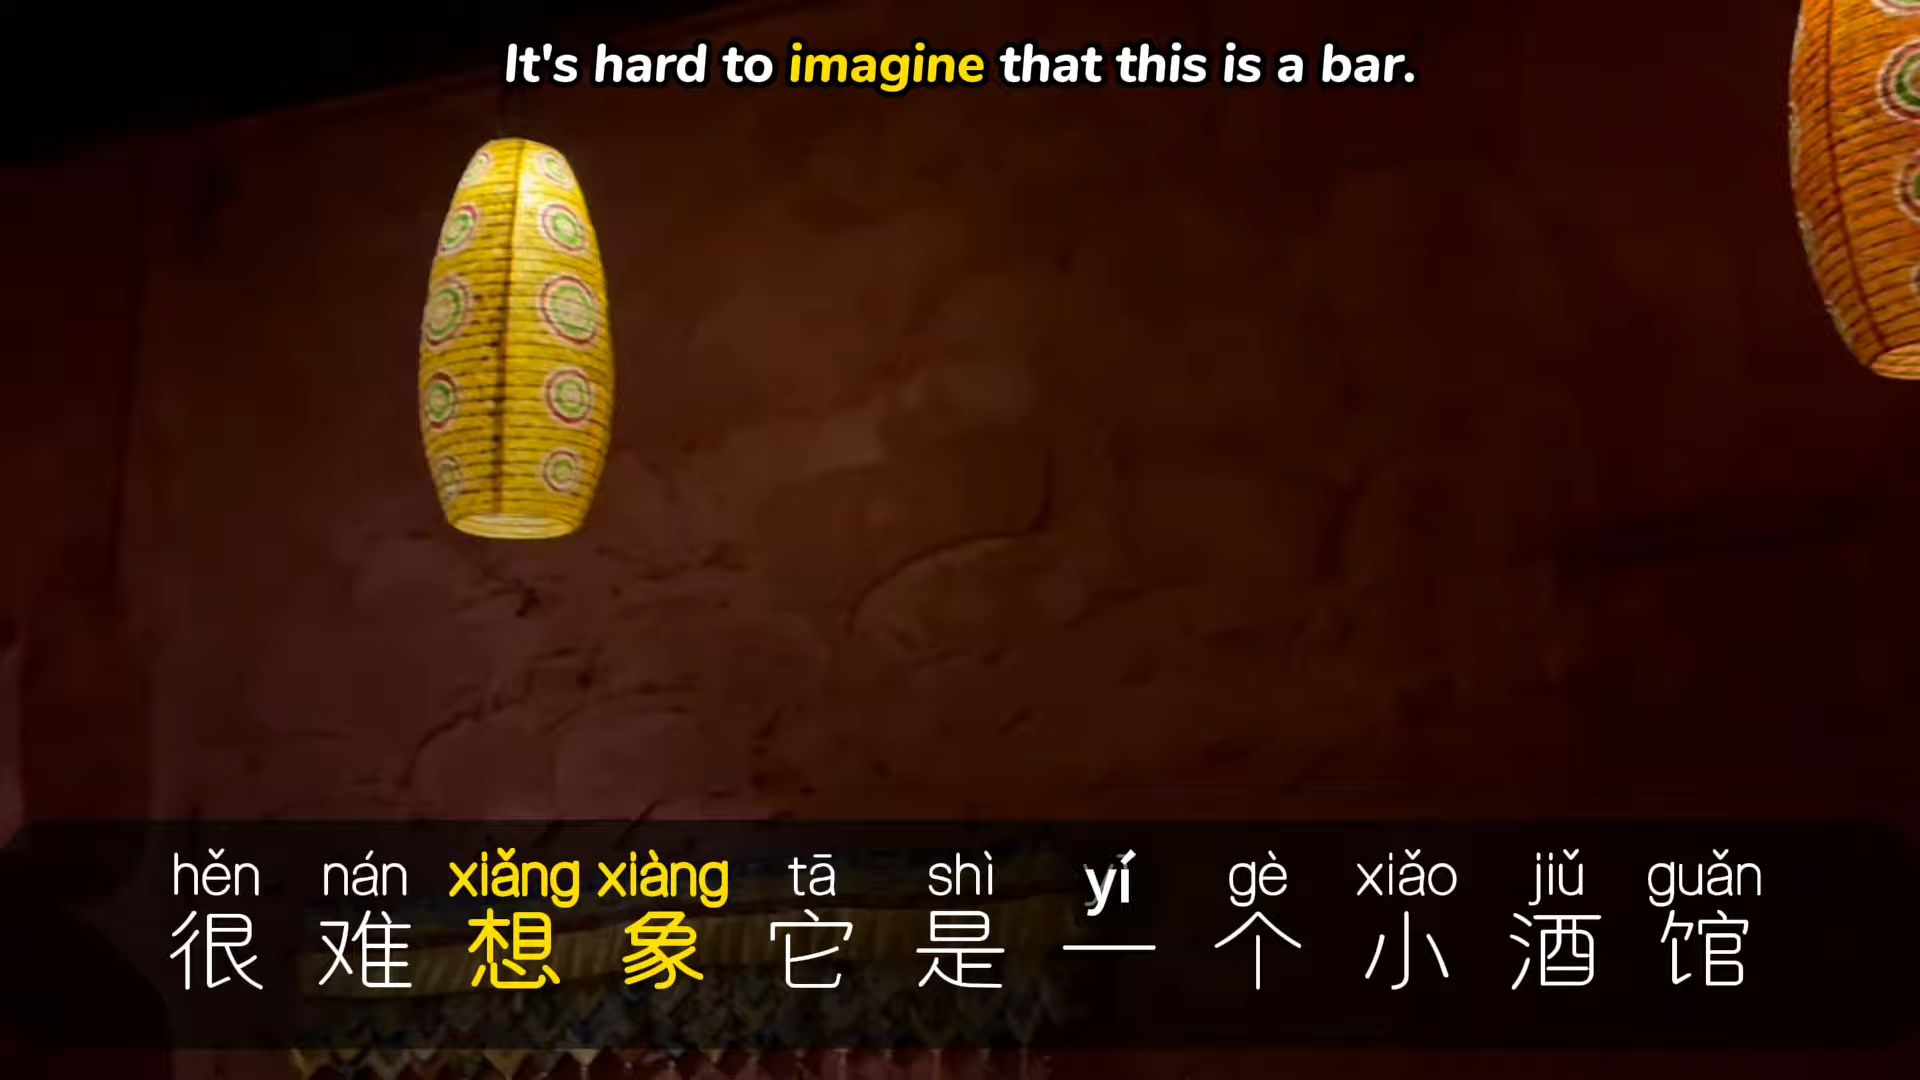 It's hard to imagine that this is a bar.
hěn nán xiǎng xiàng tā shì yí gè xiǎo jiǔ guǎn
很难想象它是一个小酒馆